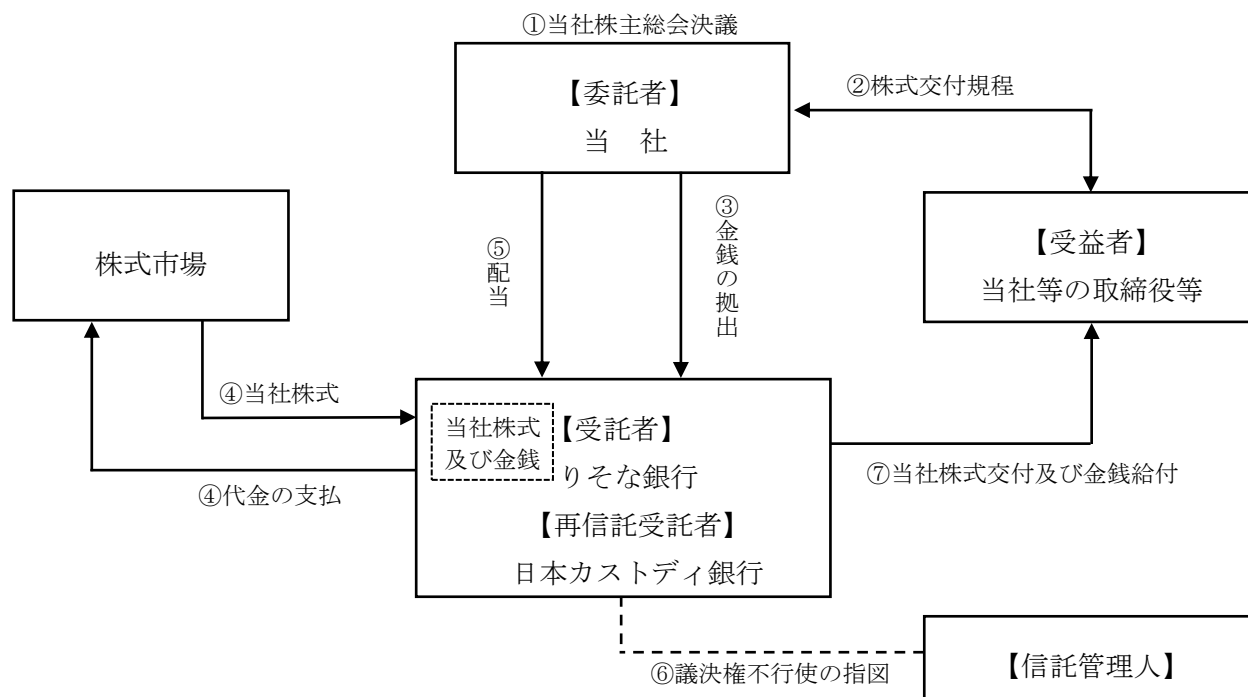 ①当社株主総会決議
【委託者】
当　社
②株式交付規程
株式市場
⑤配当
③金銭の拠出
【受益者】
当社等の取締役等
④当社株式
④代金の支払
当社株式
及び金銭
【受託者】
りそな銀行
【再信託受託者】
日本カストディ銀行
⑦当社株式交付及び金銭給付
⑥議決権不行使の指図
【信託管理人】